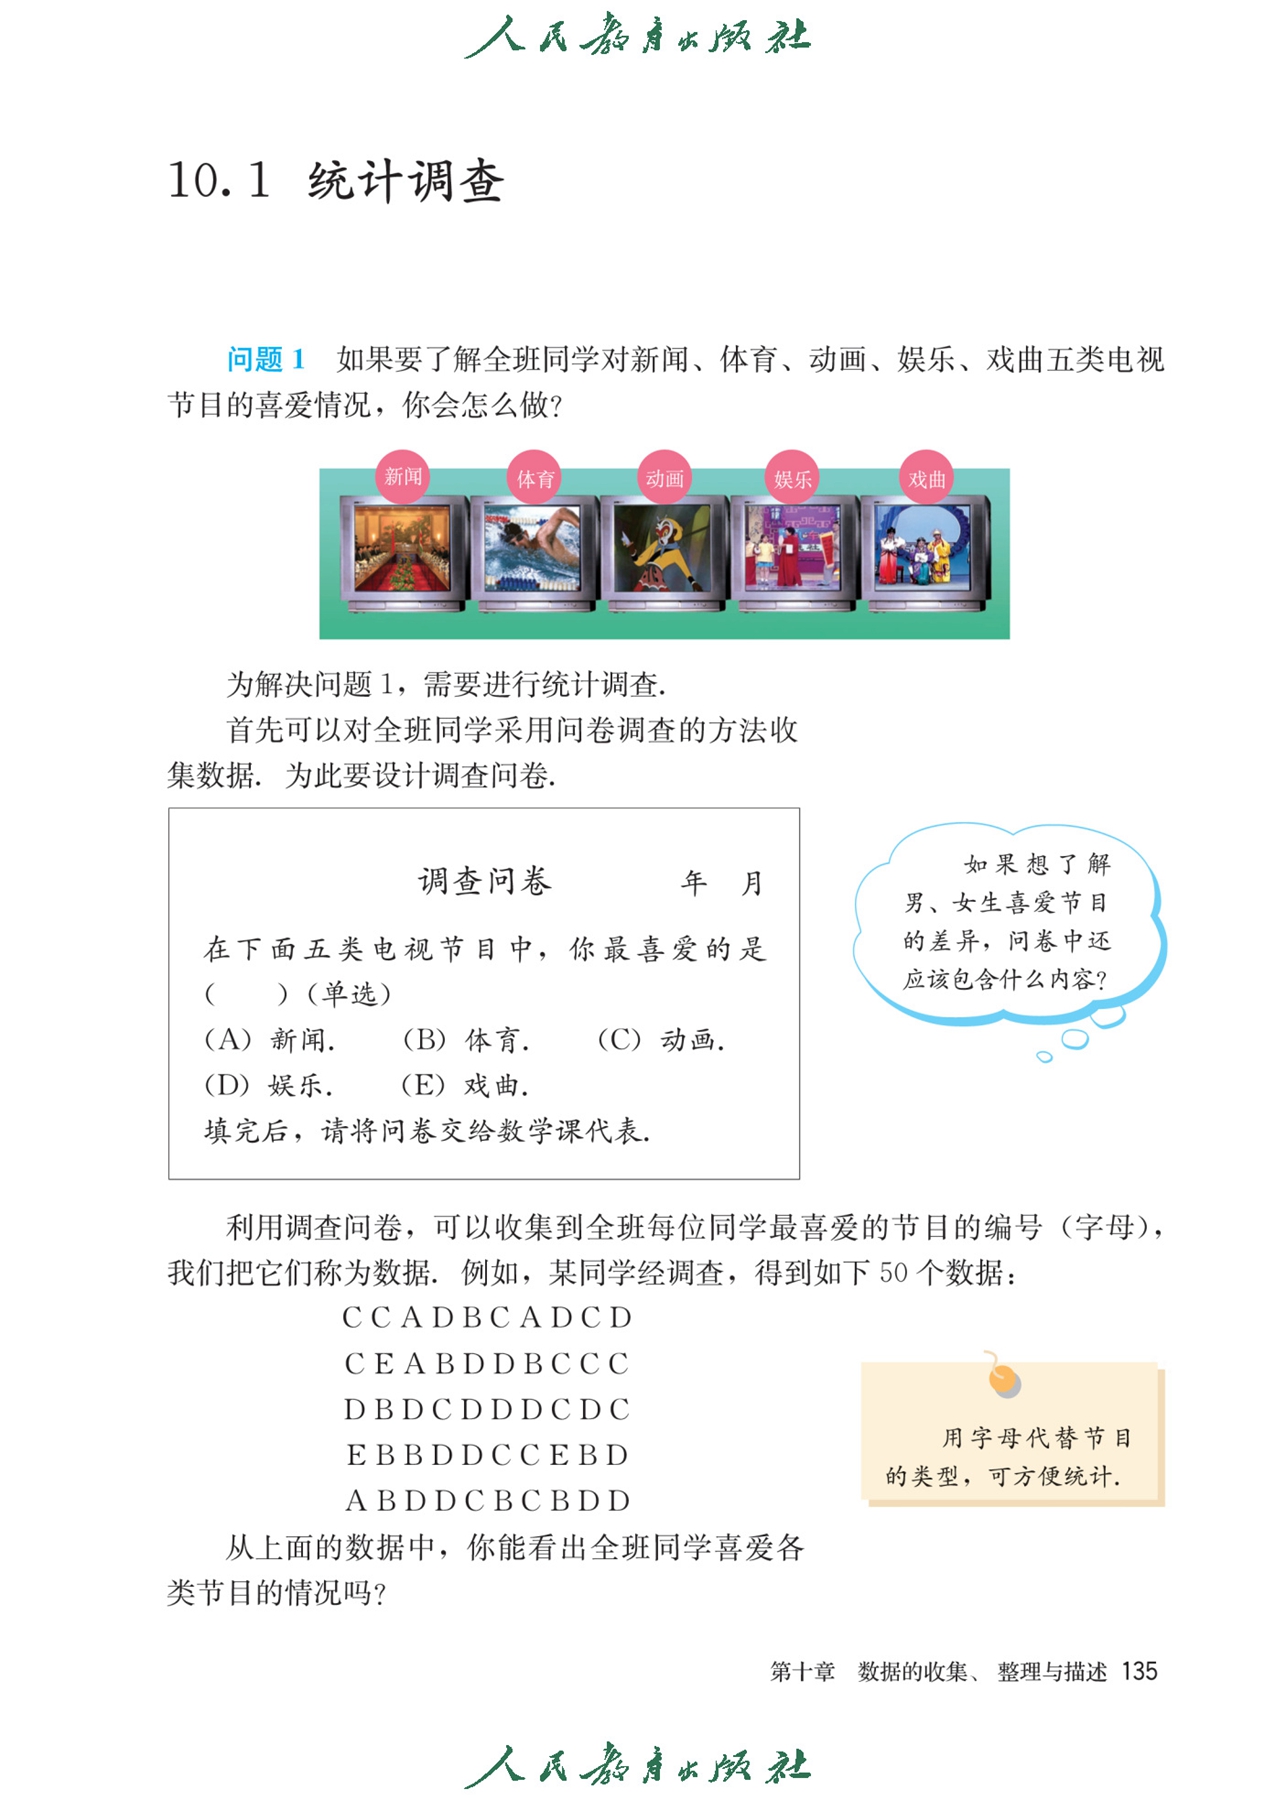 人民教育出版社
10.1 统计调查
问题1 如果要了解全班同学对新闻、体育、动画、娱乐、戏曲五类电视
节目的喜爱情况，你会怎么做？
新闻 体育 动画 娱乐 戏曲
为解决问题1，需要进行统计调查.
首先可以对全班同学采用问卷调查的方法收
集数据. 为此要设计调查问卷.
调查问卷 年 月
在下面五类电视节目中，你最喜爱的是
（ ）（单选）
（A）新闻. （B）体育. （C）动画.
（D）娱乐. （E）戏曲.
填完后，请将问卷交给数学课代表.
如果想了解
男、女生喜爱节目
的差异，问卷中还
应该包含什么内容？
利用调查问卷，可以收集到全班每位同学最喜爱的节目的编号（字母），
我们把它们称为数据. 例如，某同学经调查，得到如下50个数据：
C C A D B C A D C D
C E A B D D B C C C
D B D C D D D C D C
E B B D D C C E B D
A B D D C B C B D D
用字母代替节目
的类型，可方便统计.
从上面的数据中，你能看出全班同学喜爱各
类节目的情况吗？
第十章 数据的收集、整理与描述 135
人民教育出版社